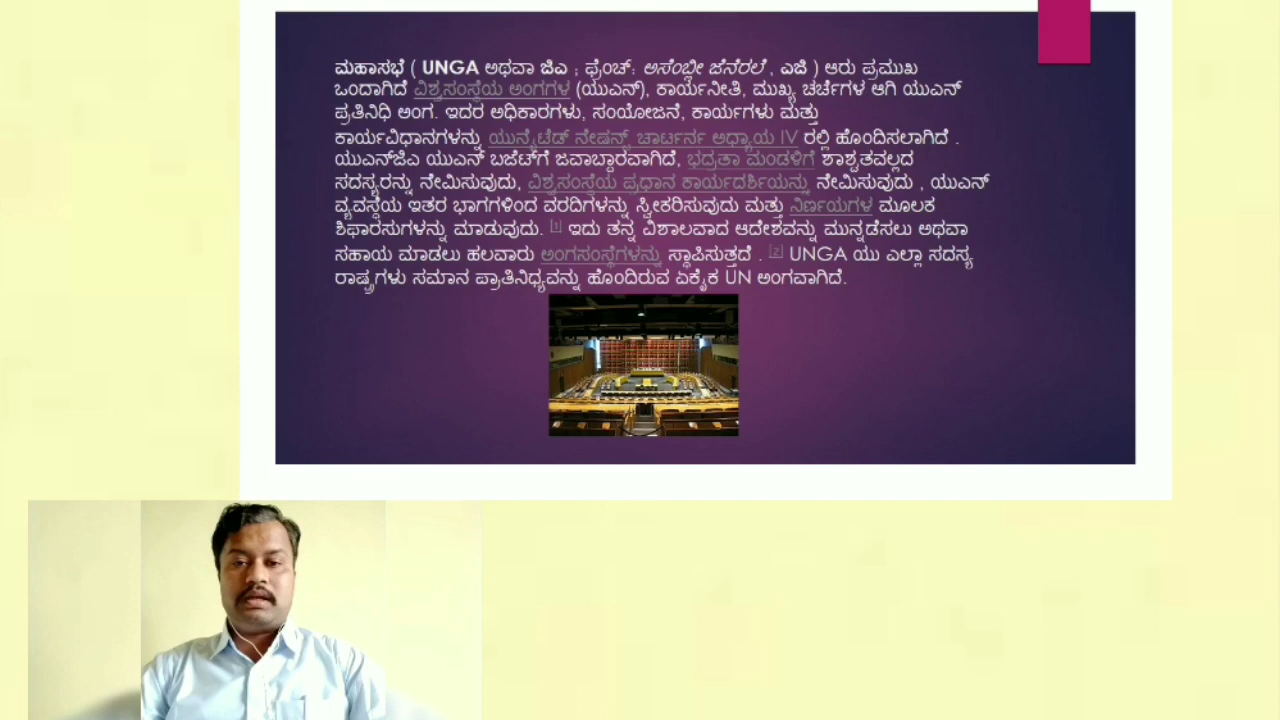 ಮಹಾಸಭೆ ( UNGA ಅಥವಾ ಜಿಎ ; ಫ್ರೆಂಚ್: ಅಸೆಂಬ್ಲೀ ಜೆನೆರಲೆ , ಎಜಿ ) ಆರು ಪ್ರಮುಖ
ಒಂದಾಗಿದೆ ವಿಶ್ವಸಂಸ್ಥೆಯ ಅಂಗಗಳ (ಯುಎನ್), ಕಾರ್ಯನೀತಿ, ಮುಖ್ಯ ಚರ್ಚೆಗಳ ಆಗಿ ಯುಎನ್
ಪ್ರತಿನಿಧಿ ಅಂಗ. ಇದರ ಅಧಿಕಾರಗಳು, ಸಂಯೋಜನೆ, ಕಾರ್ಯಗಳು ಮತ್ತು
ಕಾರ್ಯವಿಧಾನಗಳನ್ನು ಯುನೈಟೆಡ್ ನೇಷನ್ಸ್ ಚಾರ್ಟರ್ನ ಅಧ್ಯಾಯ IV ರಲ್ಲಿ ಹೊಂದಿಸಲಾಗಿದೆ .
ಯುಎನ್‌ಜಿಎ ಯುಎನ್ ಬಜೆಟ್‌ಗೆ ಜವಾಬ್ದಾರವಾಗಿದೆ, ಭದ್ರತಾ ಮಂಡಳಿಗೆ ಶಾಶ್ವತವಲ್ಲದ
ಸದಸ್ಯರನ್ನು ನೇಮಿಸುವುದು, ವಿಶ್ವಸಂಸ್ಥೆಯ ಪ್ರಧಾನ ಕಾರ್ಯದರ್ಶಿಯನ್ನು ನೇಮಿಸುವುದು , ಯುಎನ್
ವ್ಯವಸ್ಥೆಯ ಇತರ ಭಾಗಗಳಿಂದ ವರದಿಗಳನ್ನು ಸ್ವೀಕರಿಸುವುದು ಮತ್ತು ನಿರ್ಣಯಗಳ ಮೂಲಕ
ಶಿಫಾರಸುಗಳನ್ನು ಮಾಡುವುದು. [1] ಇದು ತನ್ನ ವಿಶಾಲವಾದ ಆದೇಶವನ್ನು ಮುನ್ನಡೆಸಲು ಅಥವಾ
ಸಹಾಯ ಮಾಡಲು ಹಲವಾರು ಅಂಗಸಂಸ್ಥೆಗಳನ್ನು ಸ್ಥಾಪಿಸುತ್ತದೆ . [2] UNGA ಯು ಎಲ್ಲಾ ಸದಸ್ಯ
ರಾಷ್ಟ್ರಗಳು ಸಮಾನ ಪ್ರಾತಿನಿಧ್ಯವನ್ನು ಹೊಂದಿರುವ ಏಕೈಕ UN ಅಂಗವಾಗಿದೆ.